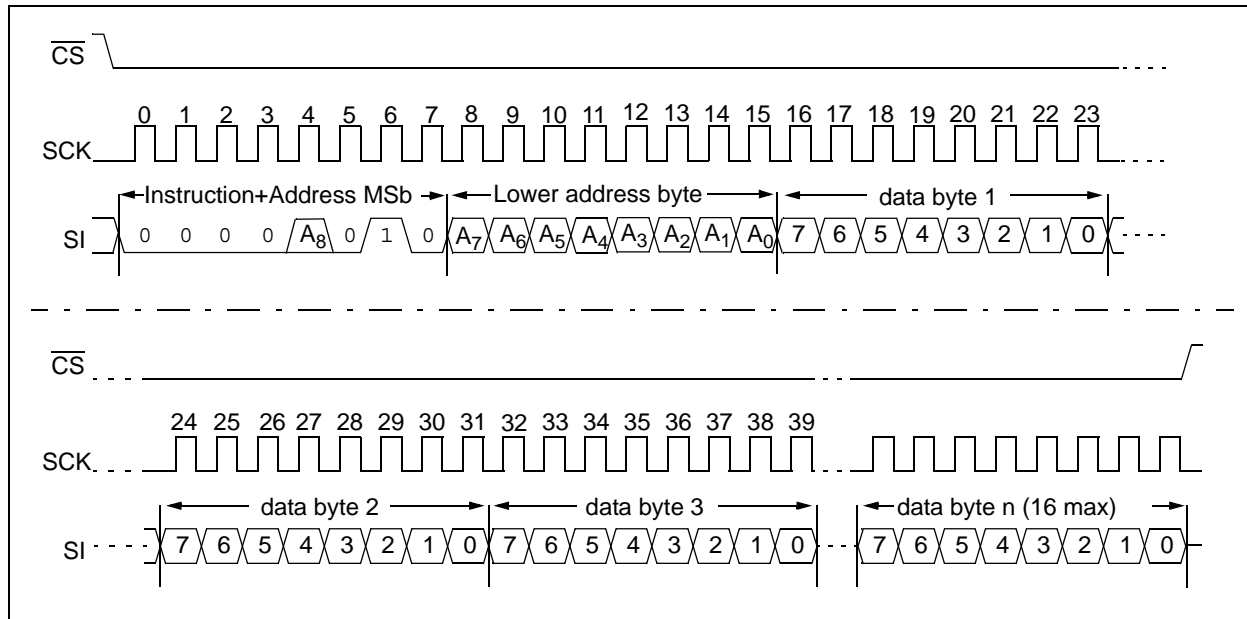 CS
0 1 2 3 4 5 6 7 8 9 10 11 12 13 14 15 16 17 18 19 20 21 22 23
SCK
Instruction+Address MSb Lower address byte data byte 1
SI 0 0 0 0 A8 0 1 0 A7 A6 A5 A4 A3 A2 A1 A0 7 6 5 4 3 2 1 0
CS
24 25 26 27 28 29 30 31 32 33 34 35 36 37 38 39
SCK
data byte 2 data byte 3 data byte n (16 max)
SI 7 6 5 4 3 2 1 0 7 6 5 4 3 2 1 0 7 6 5 4 3 2 1 0